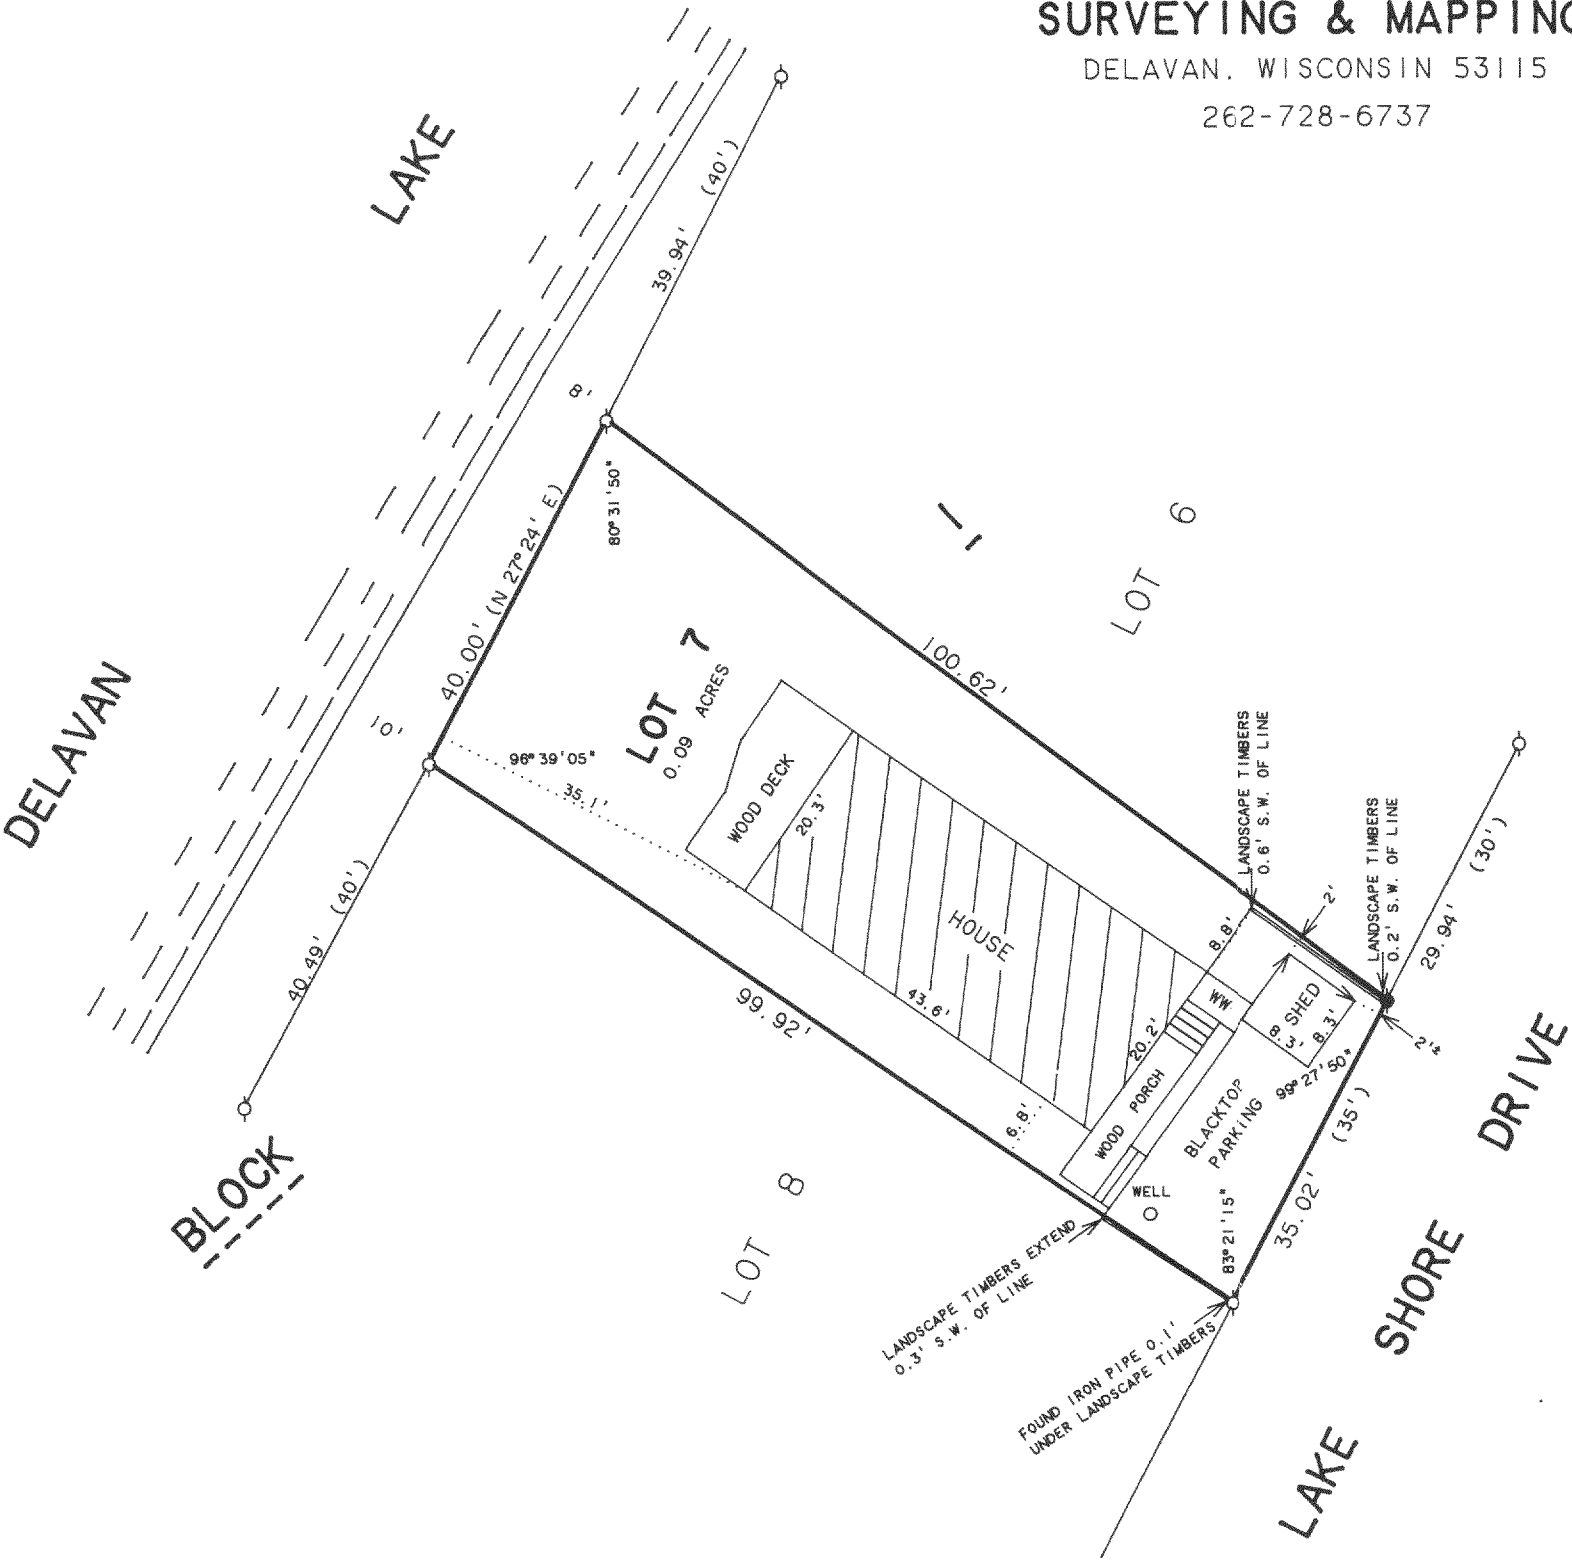 SURVEYING & MAPPING
DELAVAN, WISCONSIN 53115
262-728-6737
DELAVAN
LAKE
39.94' (40')
8'
40.00' (N 27° 24' E)
10'
40.49' (40')
80° 31' 50"
96° 39' 05"
35.1'
LOT 7
0.09 ACRES
100.62'
LOT 6
WOOD DECK
20.3'
HOUSE
43.6'
99.92'
6.8'
8.8'
20.2'
WW
WOOD PORCH
SHED
8.3'
8.3'
BLACKTOP
PARKING
99° 27' 50"
WELL
83° 21' 15"
LANDSCAPE TIMBERS
0.6' S.W. OF LINE
2'
LANDSCAPE TIMBERS
0.2' S.W. OF LINE
29.94' (30')
2'±
35.02' (35')
BLOCK
1
LOT 8
LANDSCAPE TIMBERS EXTEND
0.3' S.W. OF LINE
FOUND IRON PIPE 0.1'
UNDER LANDSCAPE TIMBERS
LAKE SHORE DRIVE